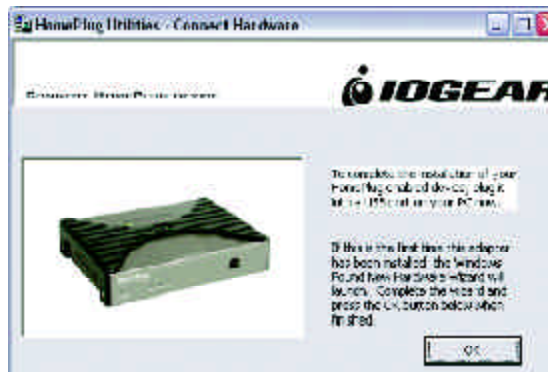 HomePlug Utilities - Connect Hardware
IOGEAR
To complete the installation of your
HomePlug enabled device, plug it
into a USB port on your PC now.
If this is the first time this adapter
has been installed, the Windows
Found New Hardware Wizard will
launch. Complete the wizard and
press the OK button below when
finished.
OK